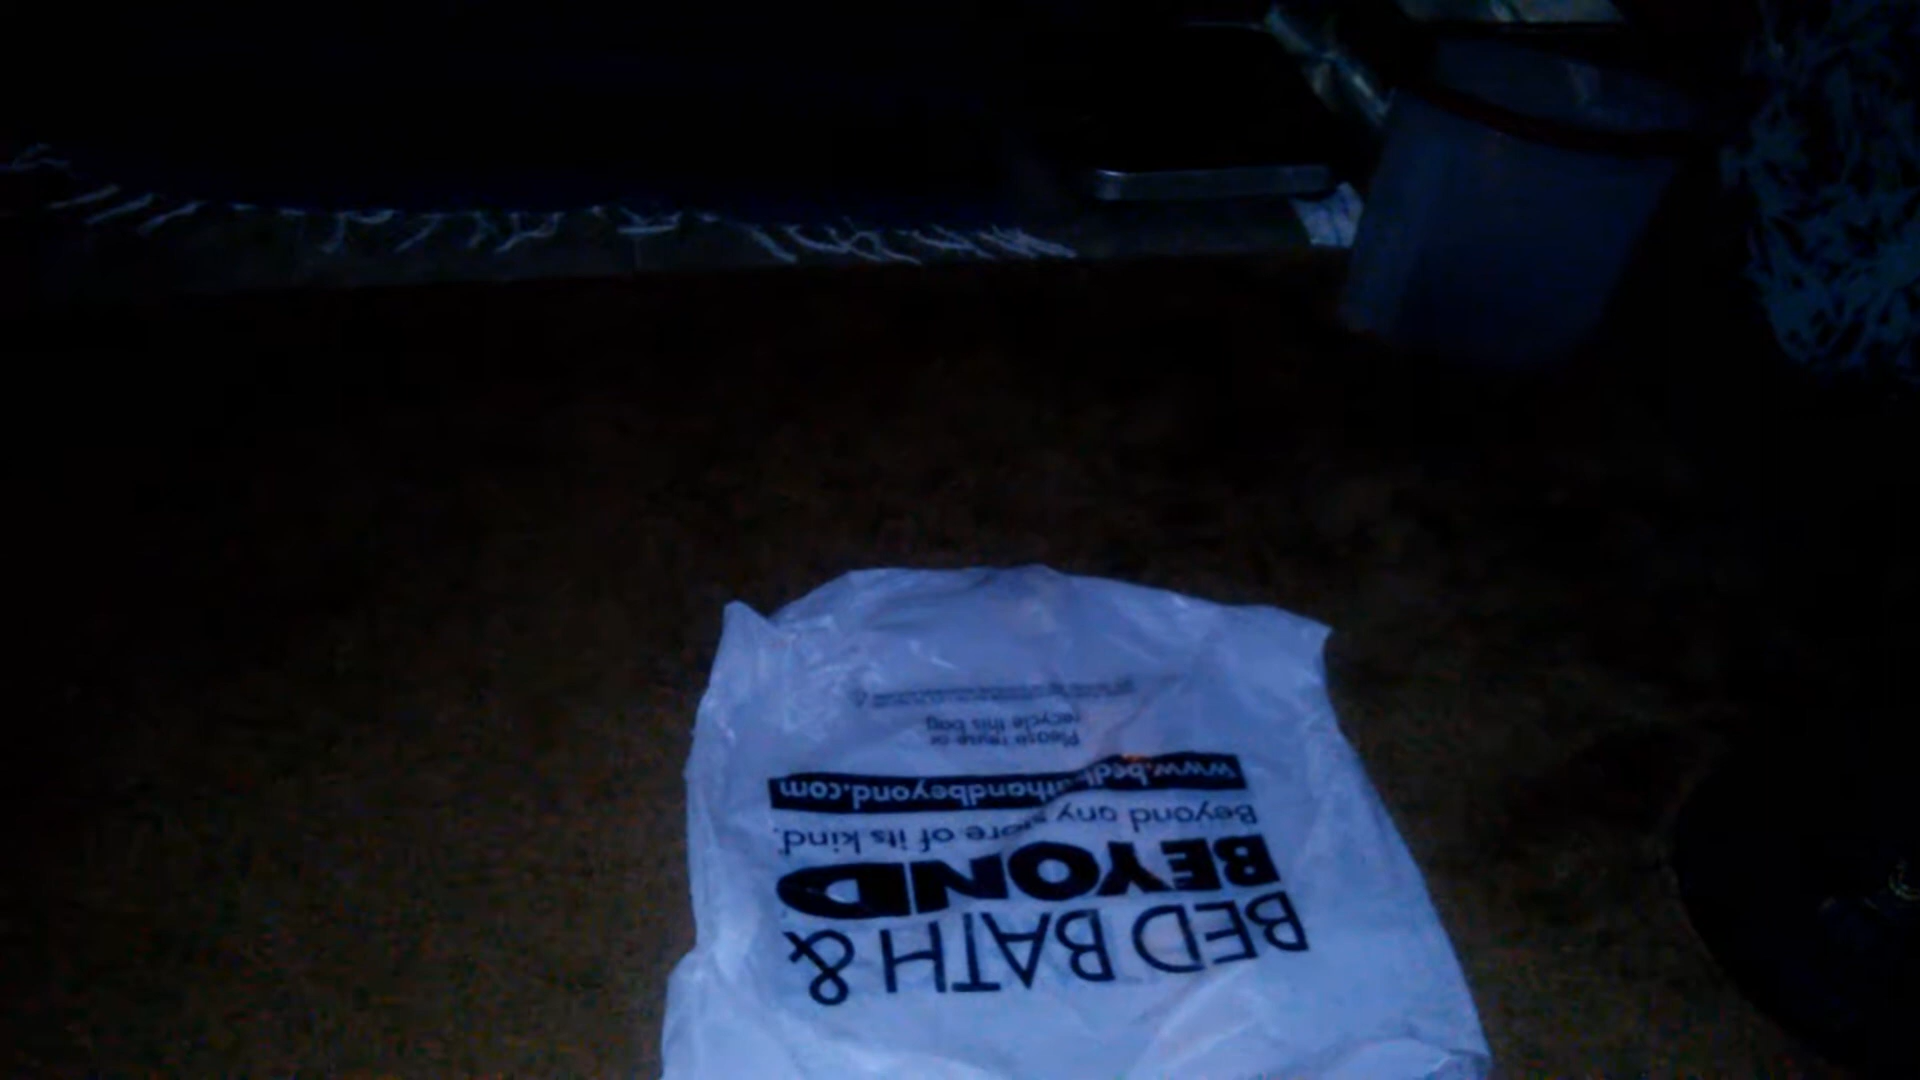 BED BATH &
BEYOND
Beyond any store of its kind.
www.bedbathandbeyond.com
Please reuse or
recycle this bag